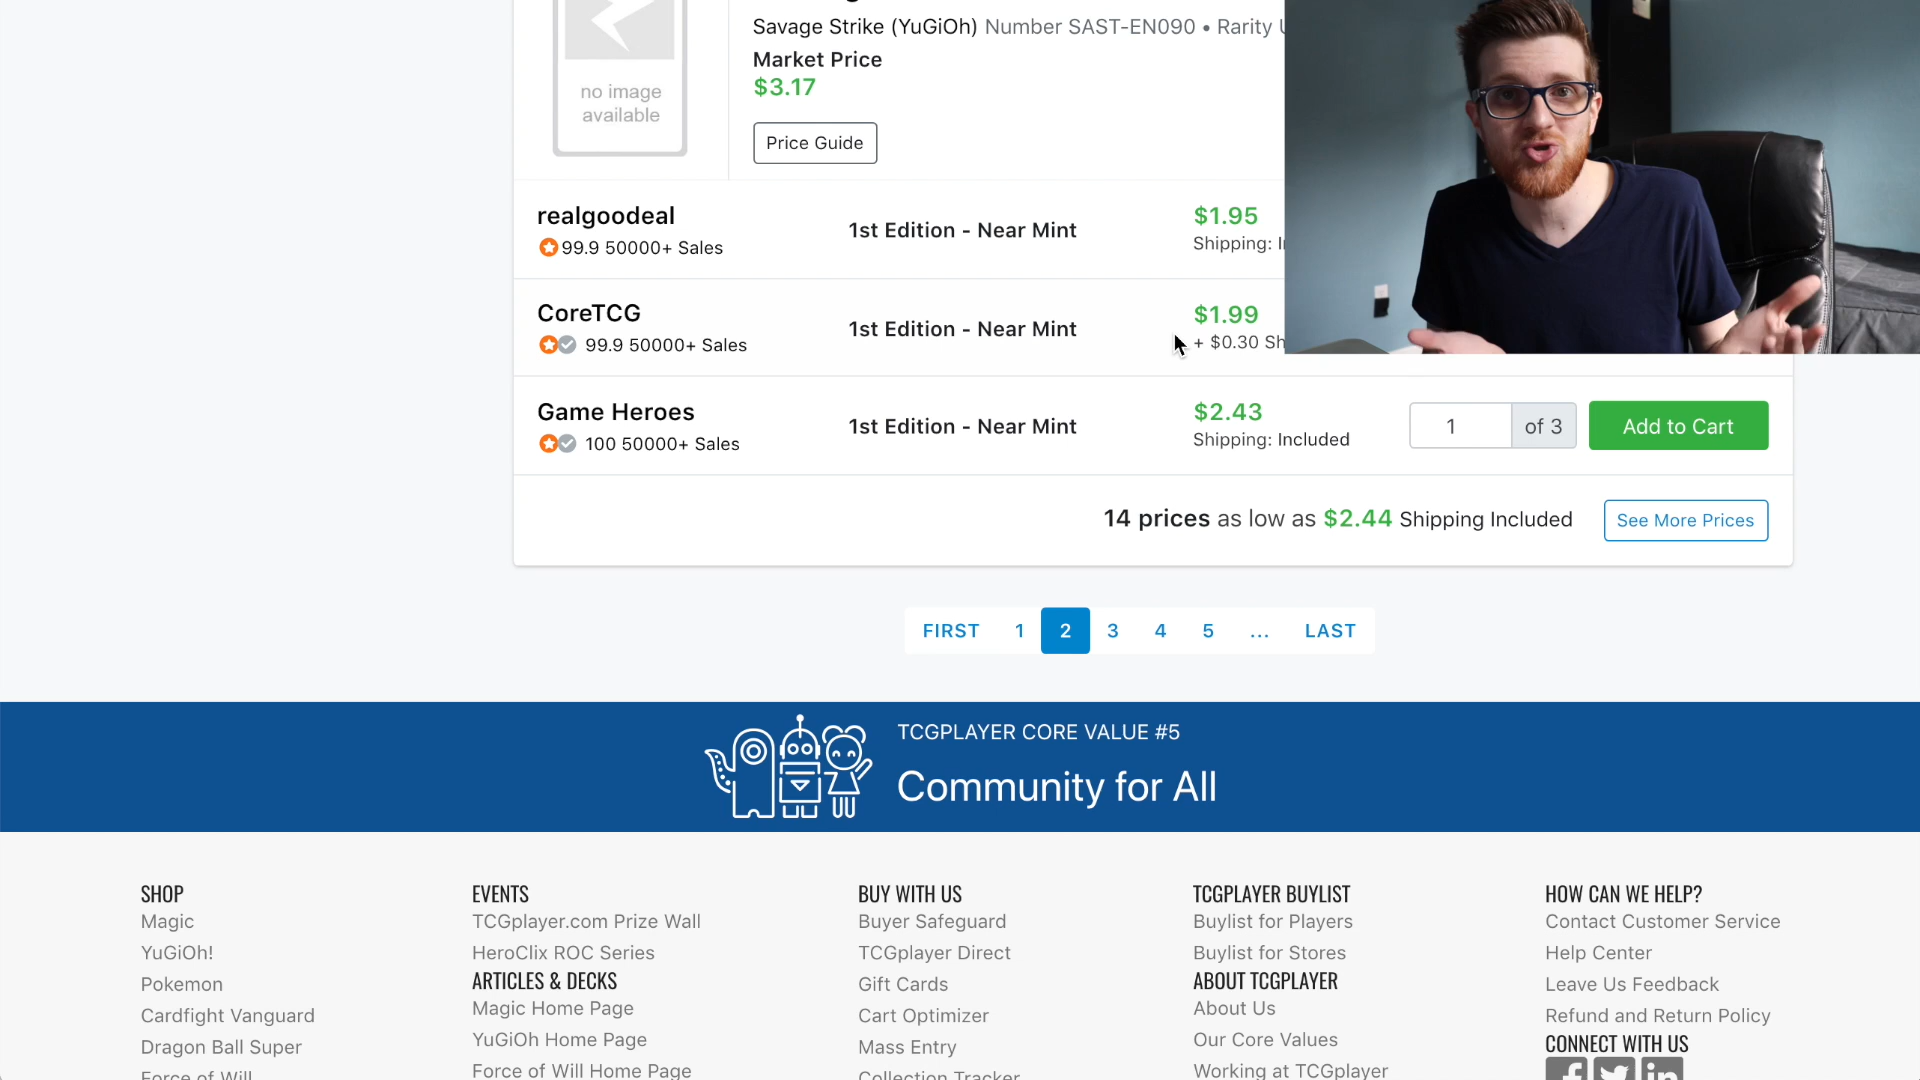 Savage Strike (YuGiOh) Number SAST-EN090 • Rarity
Market Price
$3.17
no image
available
Price Guide
realgoodeal
99.9 50000+ Sales
1st Edition - Near Mint
$1.95
Shipping:
CoreTCG
99.9 50000+ Sales
1st Edition - Near Mint
$1.99
+ $0.30
Game Heroes
100 50000+ Sales
1st Edition - Near Mint
$2.43
Shipping: Included
1 of 3
Add to Cart
14 prices as low as $2.44 Shipping Included
See More Prices
FIRST 1 2 3 4 5 ... LAST
TCGPLAYER CORE VALUE #5
Community for All
SHOP
Magic
YuGiOh!
Pokemon
Cardfight Vanguard
Dragon Ball Super
Force of Will
EVENTS
TCGplayer.com Prize Wall
HeroClix ROC Series
ARTICLES & DECKS
Magic Home Page
YuGiOh Home Page
Force of Will Home Page
BUY WITH US
Buyer Safeguard
TCGplayer Direct
Gift Cards
Cart Optimizer
Mass Entry
Collection Tracker
TCGPLAYER BUYLIST
Buylist for Players
Buylist for Stores
ABOUT TCGPLAYER
About Us
Our Core Values
Working at TCGplayer
HOW CAN WE HELP?
Contact Customer Service
Help Center
Leave Us Feedback
Refund and Return Policy
CONNECT WITH US